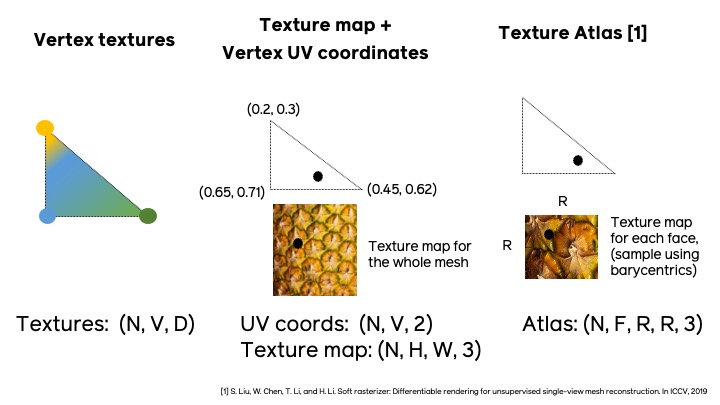 Vertex textures
Texture map +
Vertex UV coordinates
Texture Atlas [1]
(0.2, 0.3)
(0.65, 0.71)
(0.45, 0.62)
Texture map for
the whole mesh
R
R
Texture map
for each face,
(sample using
barycentrics)
Textures: (N, V, D)
UV coords: (N, V, 2)
Texture map: (N, H, W, 3)
Atlas: (N, F, R, R, 3)
[1] S. Liu, W. Chen, T. Li, and H. Li. Soft rasterizer: Differentiable rendering for unsupervised single-view mesh reconstruction. In ICCV, 2019